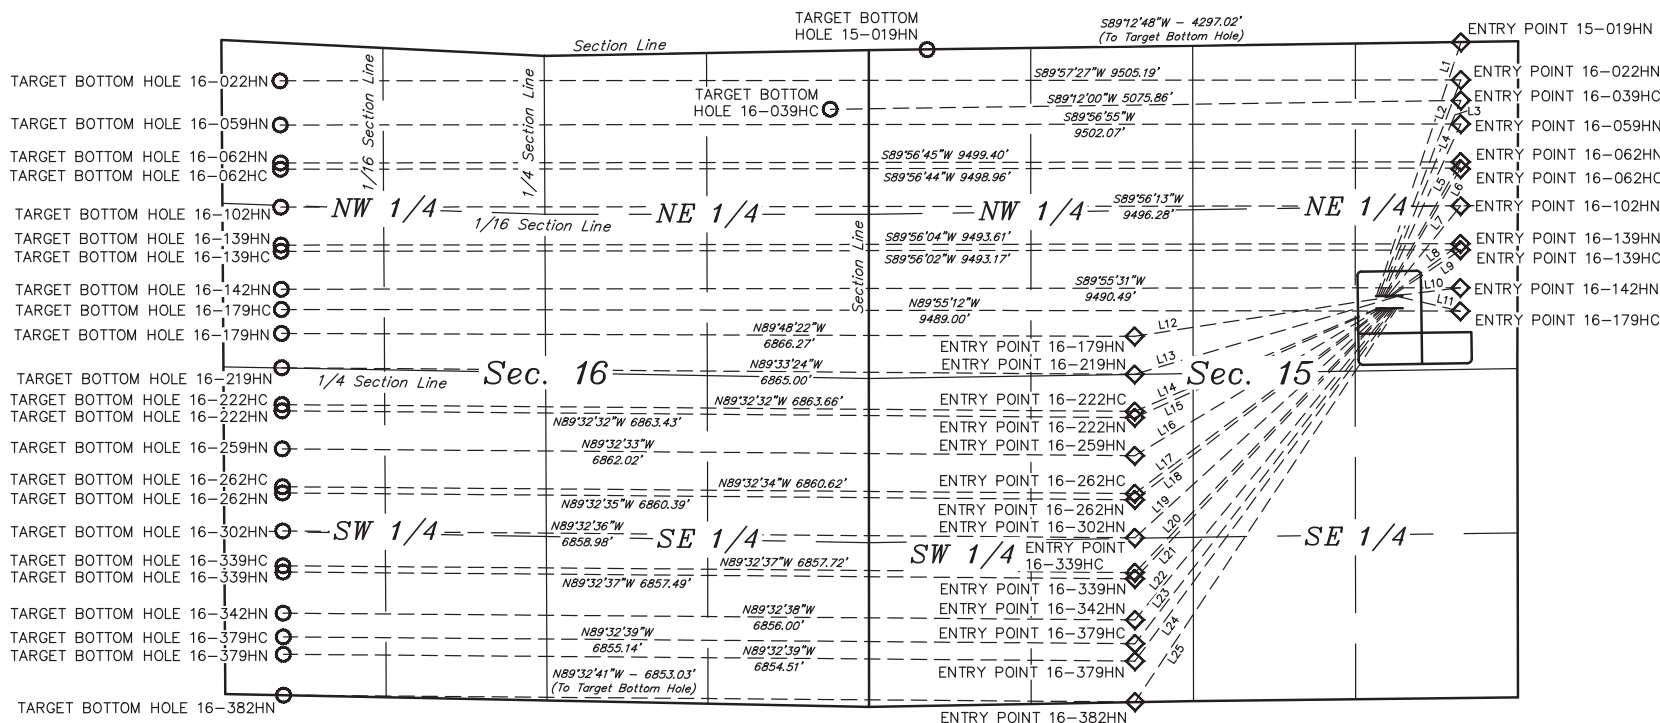 TARGET BOTTOM
HOLE 15-019HN
S89°12'48"W - 4297.02'
(To Target Bottom Hole)
ENTRY POINT 15-019HN
Section Line
TARGET BOTTOM HOLE 16-022HN
S89°57'27"W 9505.19'
ENTRY POINT 16-022HN
TARGET BOTTOM
HOLE 16-039HC
S89°12'00"W 5075.86'
ENTRY POINT 16-039HC
TARGET BOTTOM HOLE 16-059HN
S89°56'55"W
9502.07'
ENTRY POINT 16-059HN
L1
L2
L3
L4
L5
L6
L7
L8
L9
L10
L11
1/16 Section Line
1/4 Section Line
TARGET BOTTOM HOLE 16-062HN
TARGET BOTTOM HOLE 16-062HC
S89°56'45"W 9499.40'
S89°56'44"W 9498.96'
ENTRY POINT 16-062HN
ENTRY POINT 16-062HC
TARGET BOTTOM HOLE 16-102HN
NW 1/4
NE 1/4
NW 1/4
S89°56'13"W
9496.28'
NE 1/4
ENTRY POINT 16-102HN
1/16 Section Line
Section Line
TARGET BOTTOM HOLE 16-139HN
TARGET BOTTOM HOLE 16-139HC
S89°56'04"W 9493.61'
S89°56'02"W 9493.17'
ENTRY POINT 16-139HN
ENTRY POINT 16-139HC
TARGET BOTTOM HOLE 16-142HN
S89°55'31"W
9490.49'
ENTRY POINT 16-142HN
TARGET BOTTOM HOLE 16-179HC
N89°55'12"W
9489.00'
ENTRY POINT 16-179HC
TARGET BOTTOM HOLE 16-179HN
N89°48'22"W
6866.27'
ENTRY POINT 16-179HN
L12
TARGET BOTTOM HOLE 16-219HN
1/4 Section Line
Sec. 16
N89°33'24"W
6865.00'
ENTRY POINT 16-219HN
L13
Sec. 15
TARGET BOTTOM HOLE 16-222HC
TARGET BOTTOM HOLE 16-222HN
N89°32'32"W 6863.66'
N89°32'32"W 6863.43'
ENTRY POINT 16-222HC
ENTRY POINT 16-222HN
L14
L15
TARGET BOTTOM HOLE 16-259HN
N89°32'33"W
6862.02'
ENTRY POINT 16-259HN
L16
TARGET BOTTOM HOLE 16-262HC
TARGET BOTTOM HOLE 16-262HN
N89°32'34"W 6860.62'
N89°32'35"W 6860.39'
ENTRY POINT 16-262HC
ENTRY POINT 16-262HN
L17
L18
TARGET BOTTOM HOLE 16-302HN
SW 1/4
N89°32'36"W
6858.98'
SE 1/4
ENTRY POINT 16-302HN
L19
SW 1/4
SE 1/4
TARGET BOTTOM HOLE 16-339HC
TARGET BOTTOM HOLE 16-339HN
N89°32'37"W 6857.72'
N89°32'37"W 6857.49'
ENTRY POINT
16-339HC
ENTRY POINT 16-339HN
L20
L21
TARGET BOTTOM HOLE 16-342HN
N89°32'38"W
6856.00'
ENTRY POINT 16-342HN
L22
TARGET BOTTOM HOLE 16-379HC
N89°32'39"W
6855.14'
ENTRY POINT 16-379HC
L23
TARGET BOTTOM HOLE 16-379HN
N89°32'39"W
6854.51'
ENTRY POINT 16-379HN
L24
N89°32'41"W - 6853.03'
(To Target Bottom Hole)
L25
TARGET BOTTOM HOLE 16-382HN
ENTRY POINT 16-382HN